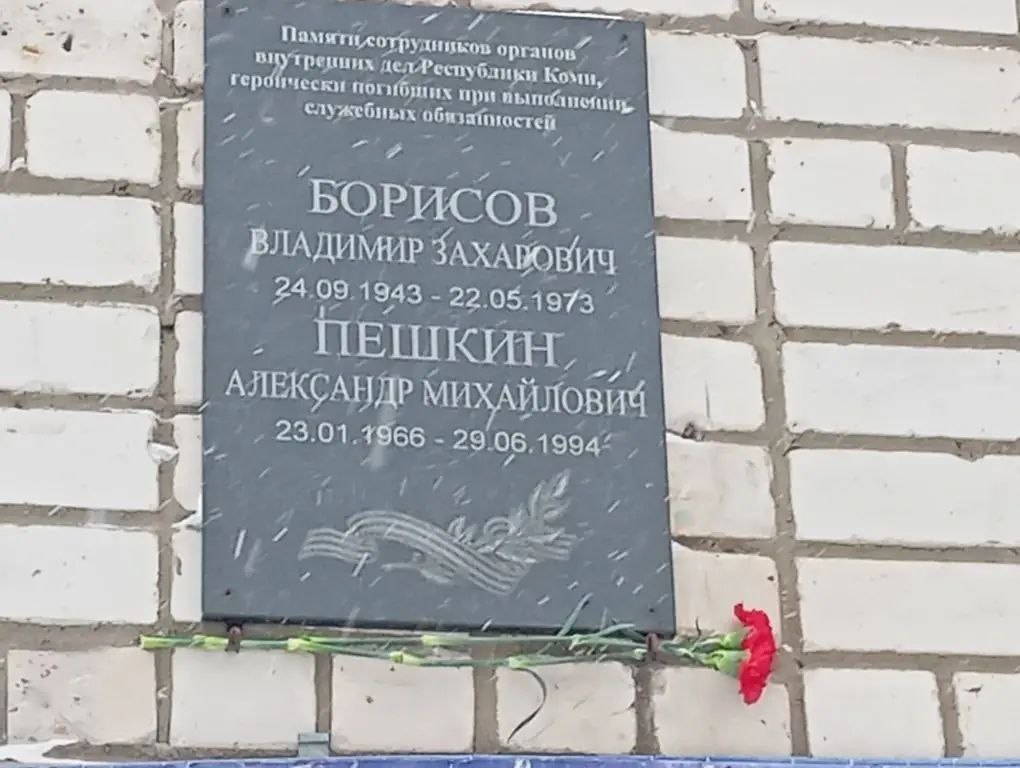 Памяти сотрудников органов
внутренних дел Республики Коми,
героически погибших при выполнении
служебных обязанностей
БОРИСОВ
ВЛАДИМИР ЗАХАРОВИЧ
24.09.1943 - 22.05.1973
ПЕШКИН
АЛЕКСАНДР МИХАЙЛОВИЧ
23.01.1966 - 29.06.1994